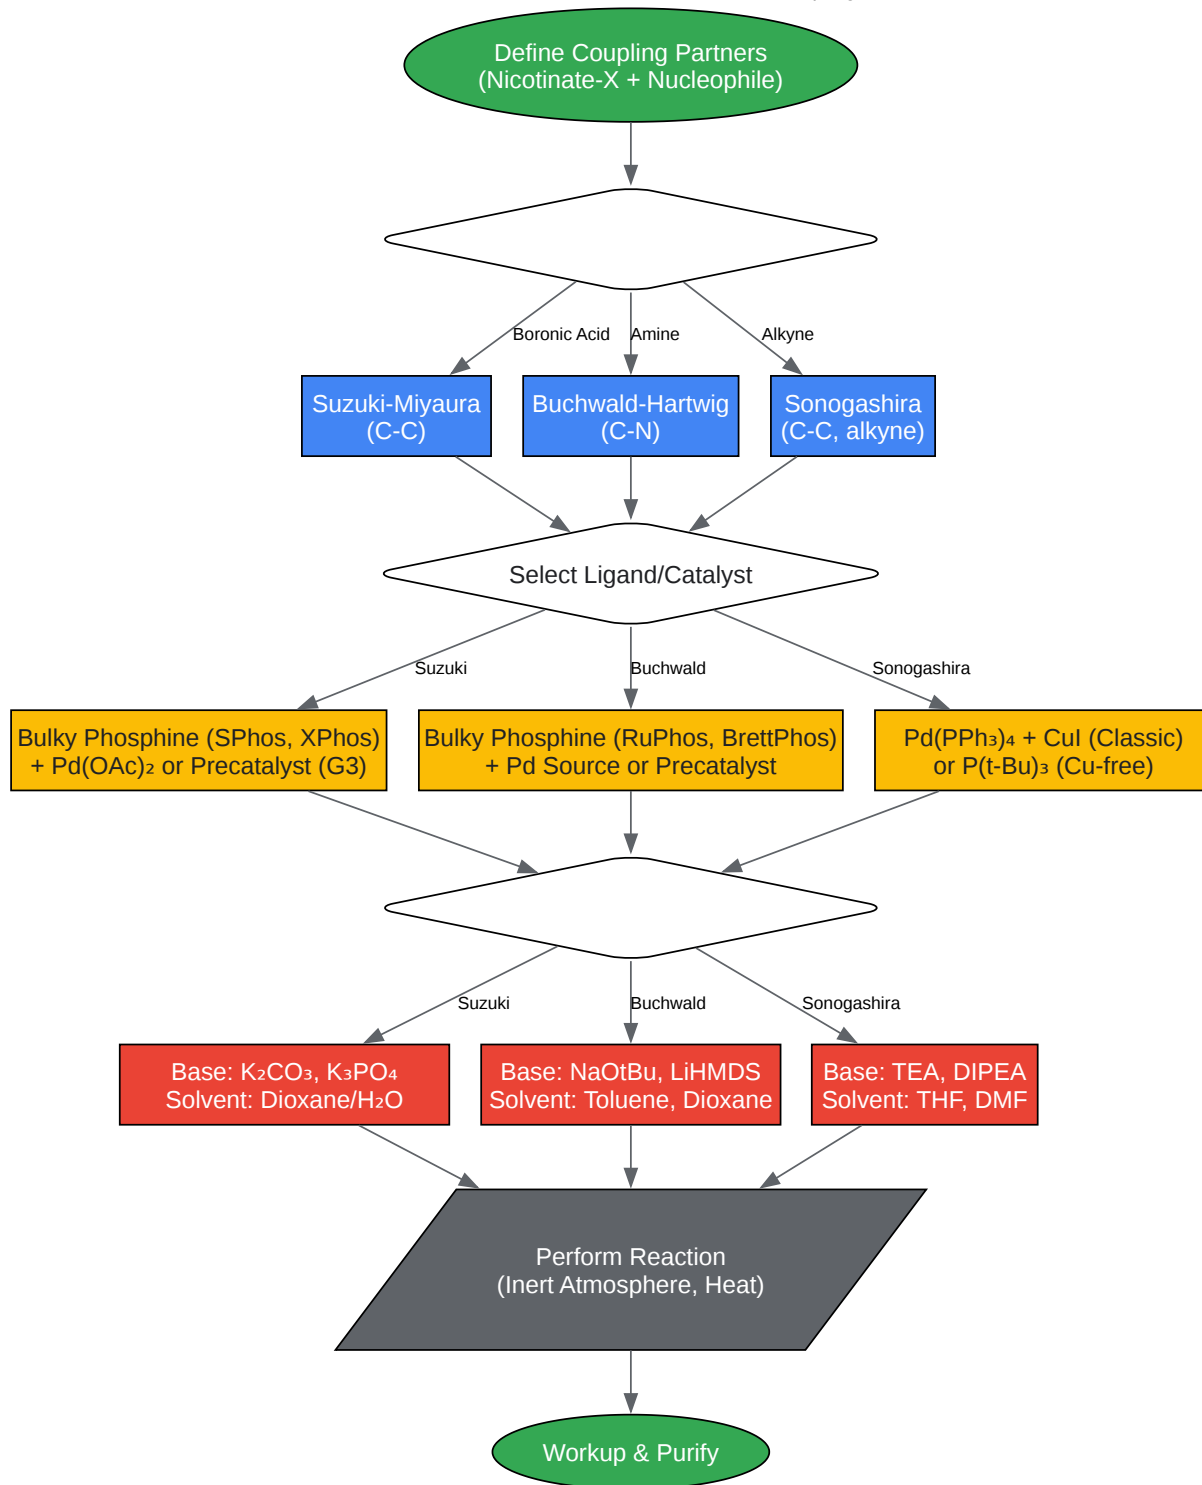 Define Coupling Partners
(Nicotinate-X + Nucleophile)
Boronic Acid
Amine
Alkyne
Suzuki-Miyaura
(C-C)
Buchwald-Hartwig
(C-N)
Sonogashira
(C-C, alkyne)
Select Ligand/Catalyst
Suzuki
Buchwald
Sonogashira
Bulky Phosphine (SPhos, XPhos)
+ Pd(OAc)₂ or Precatalyst (G3)
Bulky Phosphine (RuPhos, BrettPhos)
+ Pd Source or Precatalyst
Pd(PPh₃)₄ + CuI (Classic)
or P(t-Bu)₃ (Cu-free)
Suzuki
Buchwald
Sonogashira
Base: K₂CO₃, K₃PO₄
Solvent: Dioxane/H₂O
Base: NaOtBu, LiHMDS
Solvent: Toluene, Dioxane
Base: TEA, DIPEA
Solvent: THF, DMF
Perform Reaction
(Inert Atmosphere, Heat)
Workup & Purify